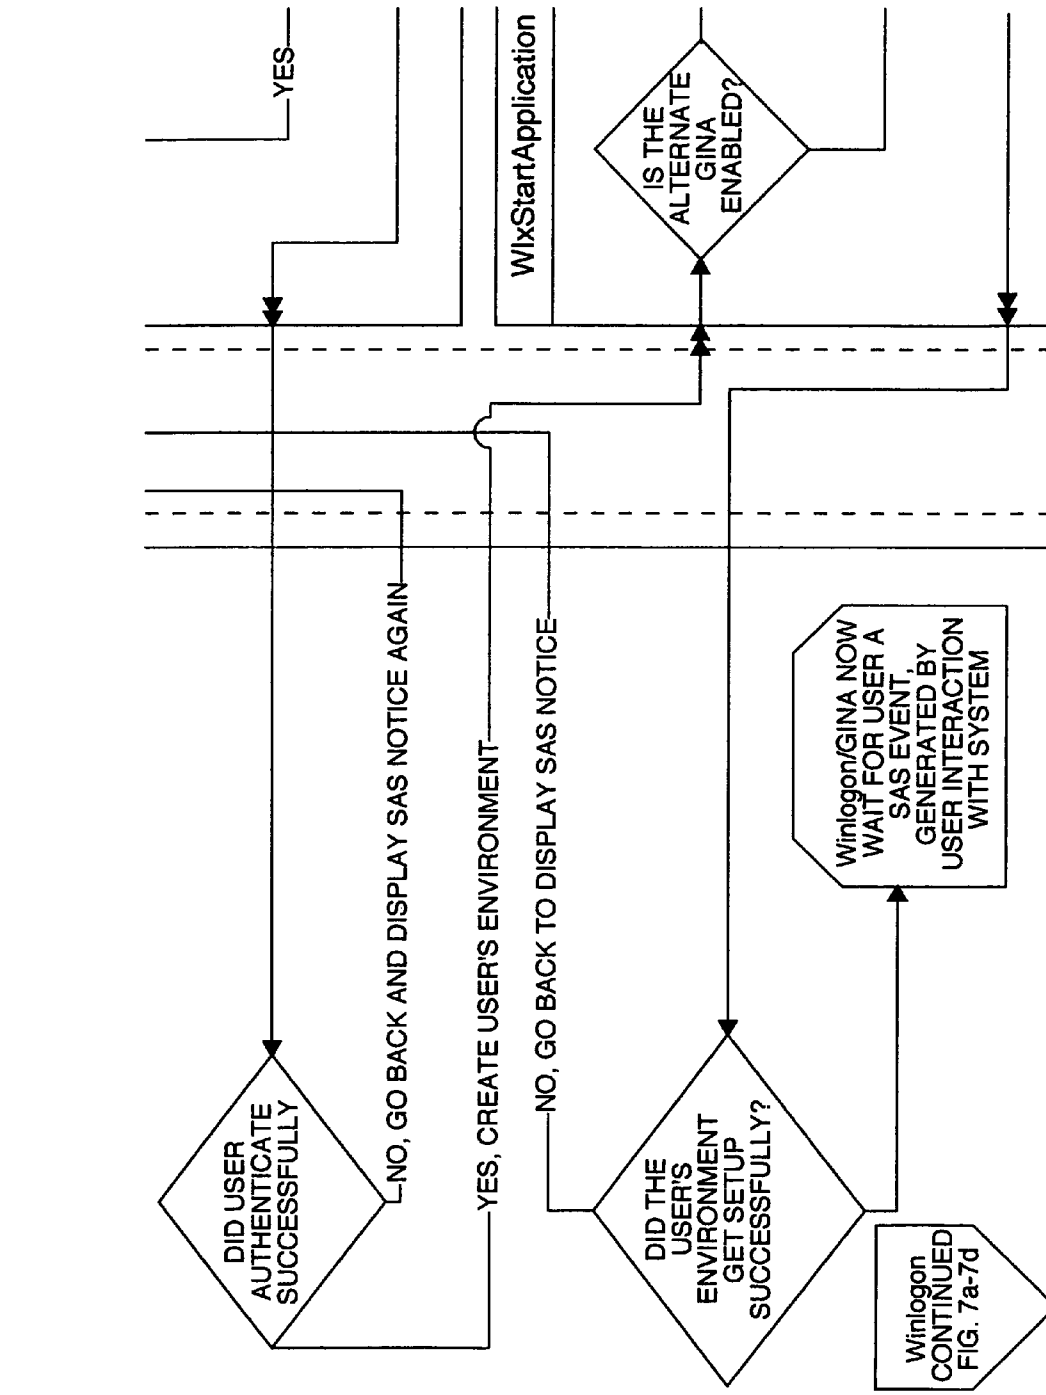 YES
DID USER
AUTHENTICATE
SUCCESSFULLY
NO, GO BACK AND DISPLAY SAS NOTICE AGAIN
YES, CREATE USER'S ENVIRONMENT
WlxStartApplication
NO, GO BACK TO DISPLAY SAS NOTICE
DID THE
USER'S
ENVIRONMENT
GET SETUP
SUCCESSFULLY?
IS THE
ALTERNATE
GINA
ENABLED?
Winlogon/GINA NOW
WAIT FOR USER A
SAS EVENT,
GENERATED BY
USER INTERACTION
WITH SYSTEM
Winlogon
CONTINUED
FIG. 7a-7d